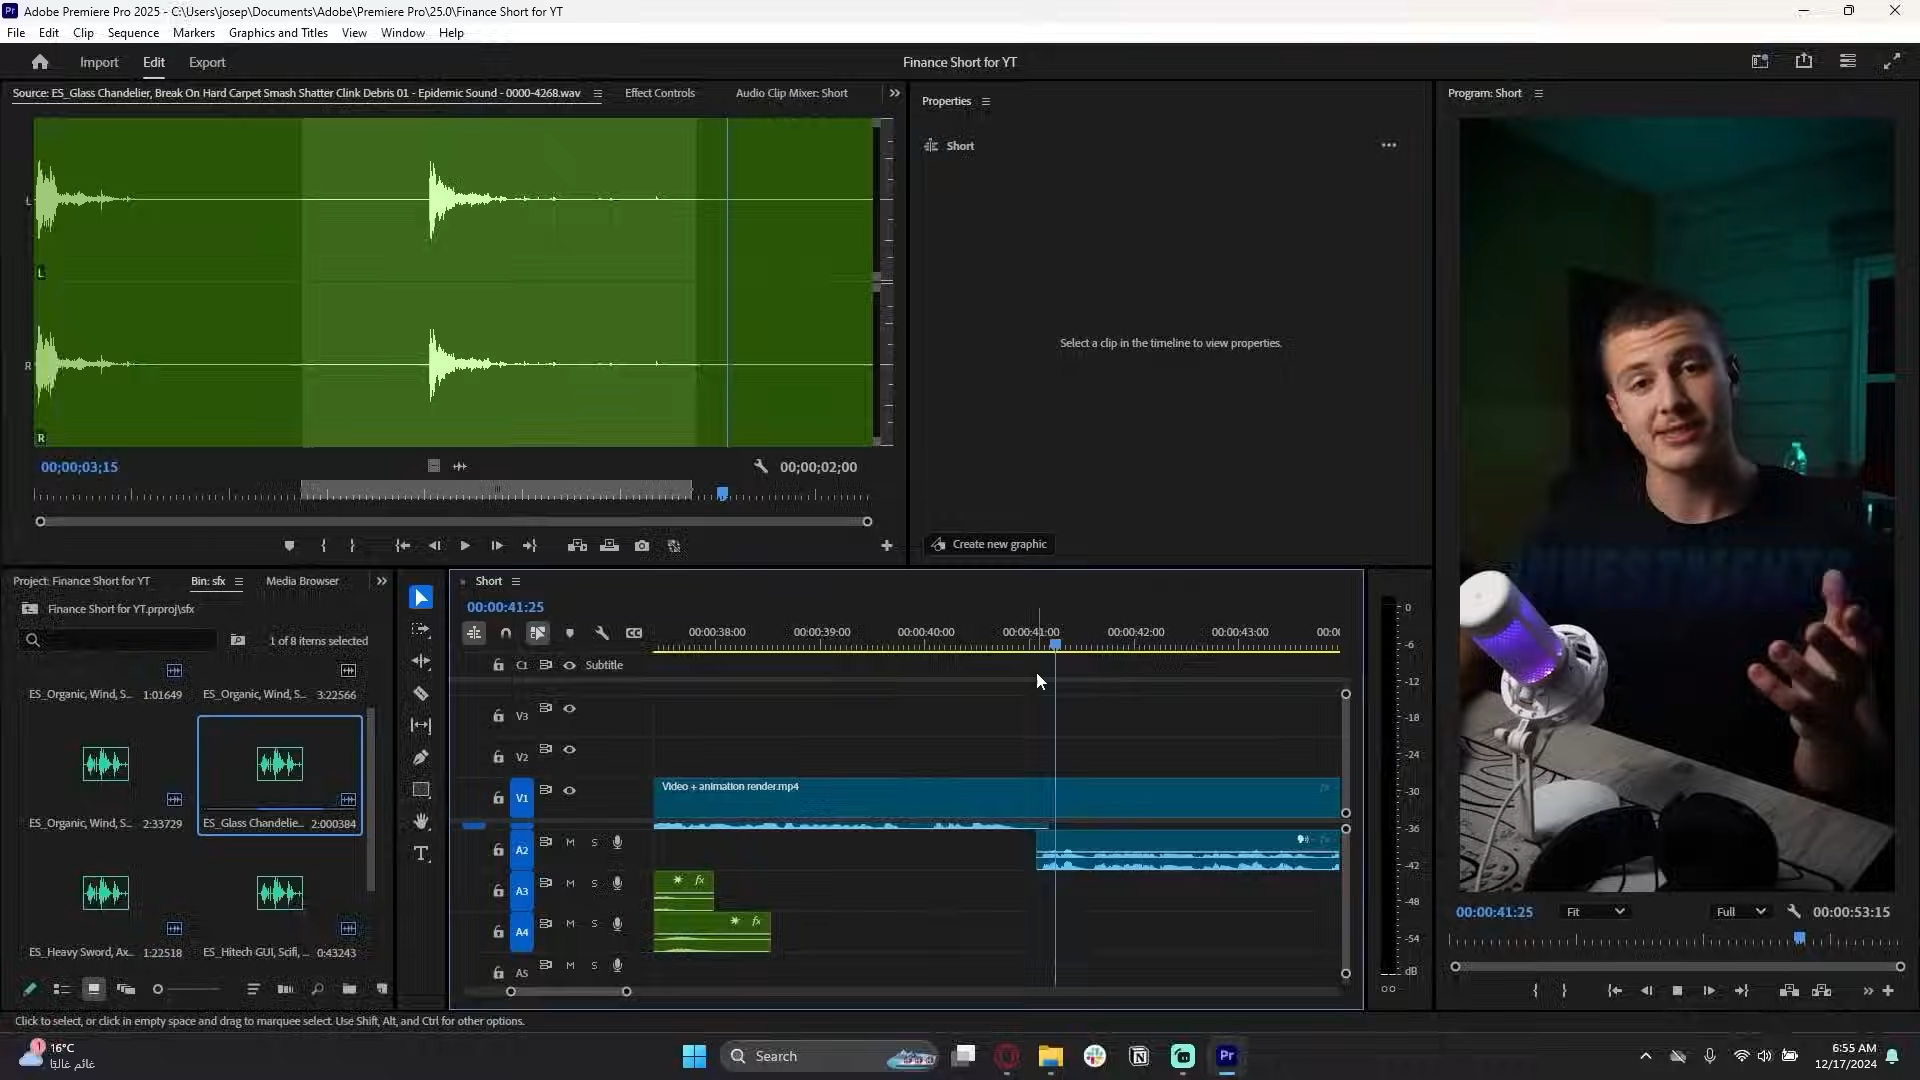 Adobe Premiere Pro 2025 - C:\Users\josep\Documents\Adobe\Premiere Pro\25.0\Finance Short for YT
File Edit Clip Sequence Markers Graphics and Titles View Window Help
Import Edit Export
Finance Short for YT
Source: ES_Glass Chandelier, Break On Hard Carpet Smash Shatter Clink Debris 01 - Epidemic Sound - 0000-4268.wav
Effect Controls
Audio Clip Mixer: Short
Properties
Program: Short
Short
L
L
R
R
Select a clip in the timeline to view properties.
00;00;03;15
00;00;02;00
Create new graphic
INVESTMENTS
Project: Finance Short for YT
Bin: sfx
Media Browser
Finance Short for YT.prproj\sfx
1 of 8 items selected
ES_Organic, Wind, S... 1:01649
ES_Organic, Wind, S... 3:22566
ES_Organic, Wind, S... 2:33729
ES_Glass Chandelie... 2:000384
ES_Heavy Sword, Ax... 1:22518
ES_Hitech GUI, Scifi, ... 0:43243
Short
00:00:41:25
00:00:38:00 00:00:39:00 00:00:40:00 00:00:41:00 00:00:42:00 00:00:43:00 00:00
C1 Subtitle
V3
V2
V1 Video + animation render.mp4 fx
A2 M S fx
A3 M S fx
A4 M S fx
A5 M S
0
-6
-12
-18
-24
-30
-36
-42
-48
-54
dB
00:00:41:25 Fit Full 00:00:53:15
Click to select, or click in empty space and drag to marquee select. Use Shift, Alt, and Ctrl for other options.
1
16°C
غائم غالبًا
Search
Pr
6:55 AM
12/17/2024